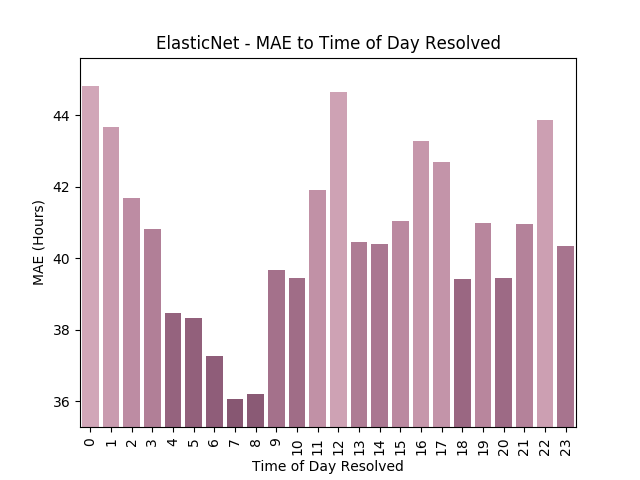 ElasticNet - MAE to Time of Day Resolved
MAE (Hours)
44
42
40
38
36
0 1 2 3 4 5 6 7 8 9 10 11 12 13 14 15 16 17 18 19 20 21 22 23
Time of Day Resolved